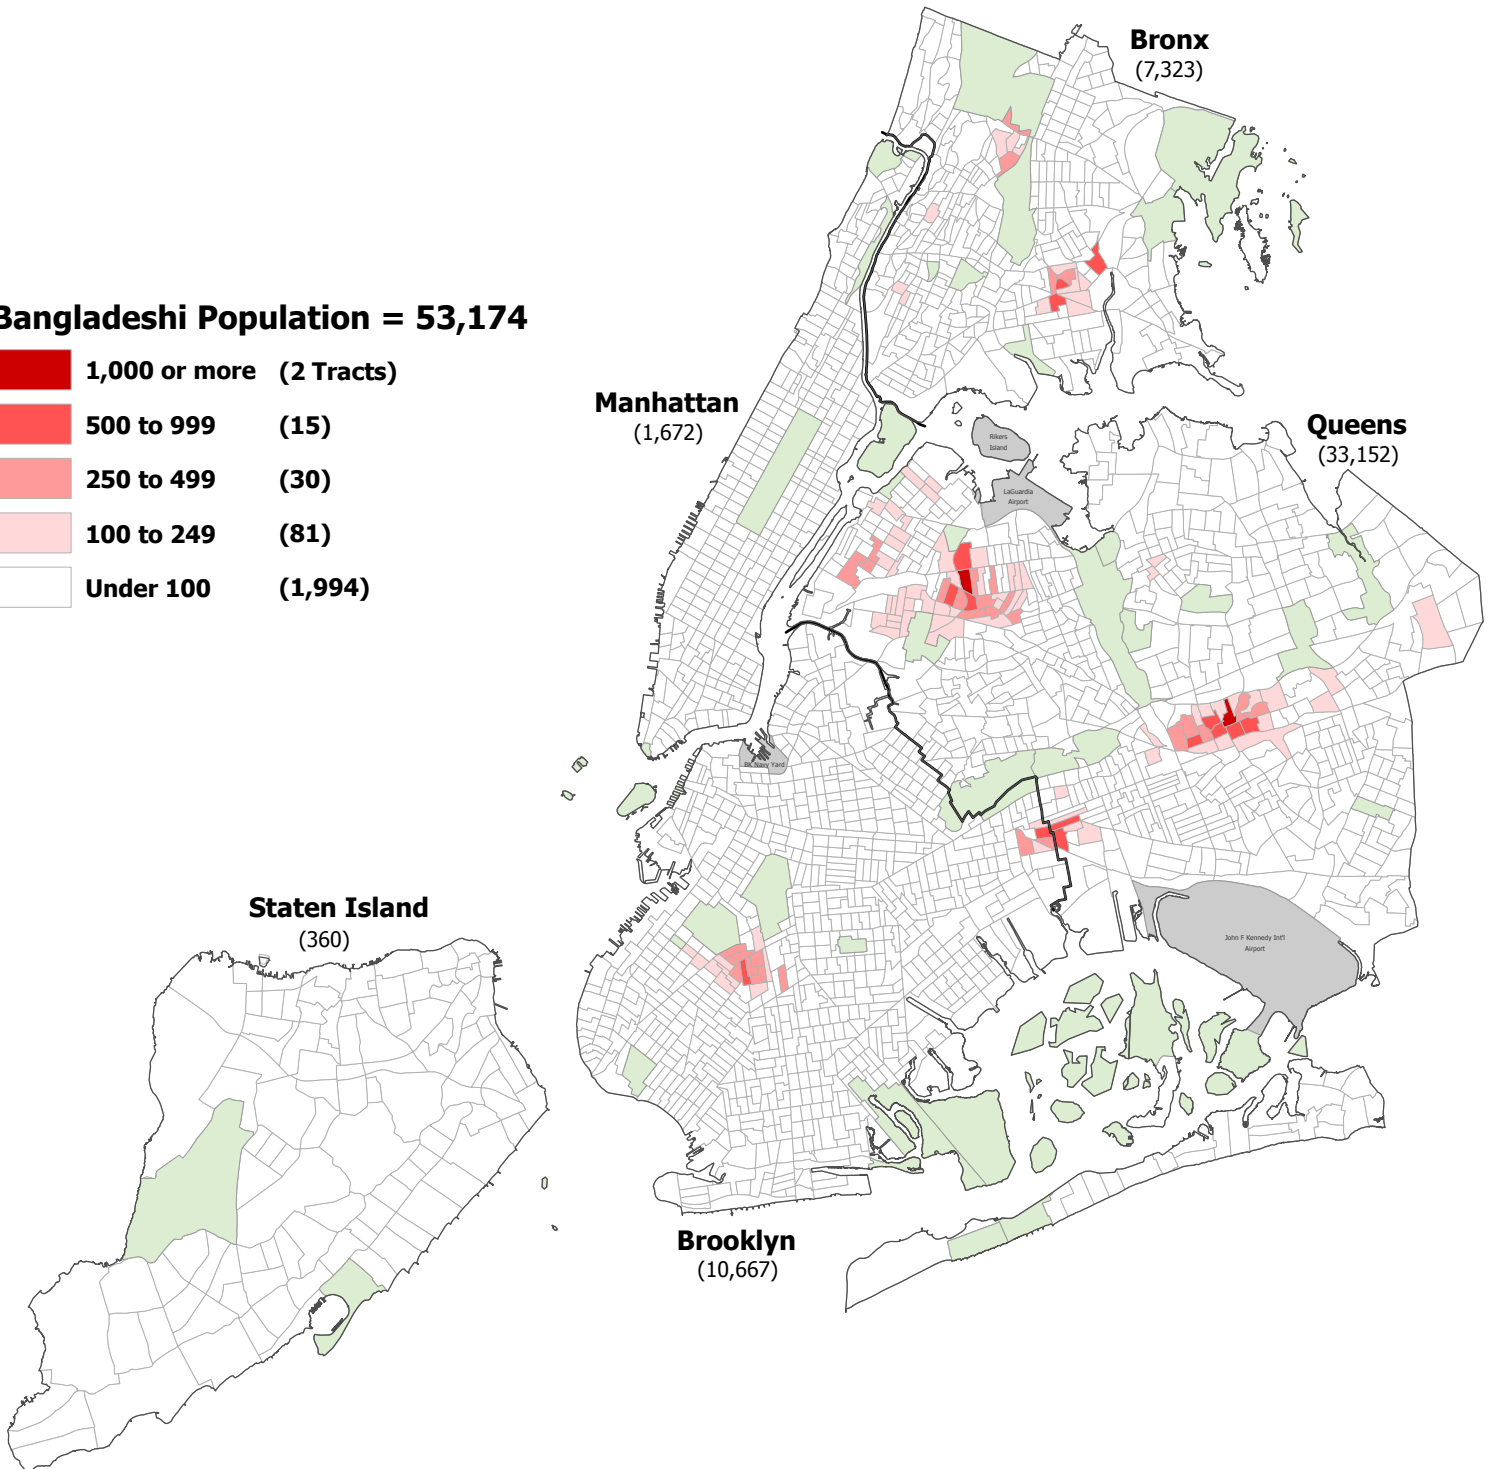 Bronx
(7,323)
Bangladeshi Population = 53,174
1,000 or more (2 Tracts)
500 to 999 (15)
250 to 499 (30)
100 to 249 (81)
Under 100 (1,994)
Manhattan
(1,672)
Queens
(33,152)
Rikers
Island
LaGuardia
Airport
BK Navy Yard
Staten Island
(360)
John F Kennedy Int'l
Airport
Brooklyn
(10,667)